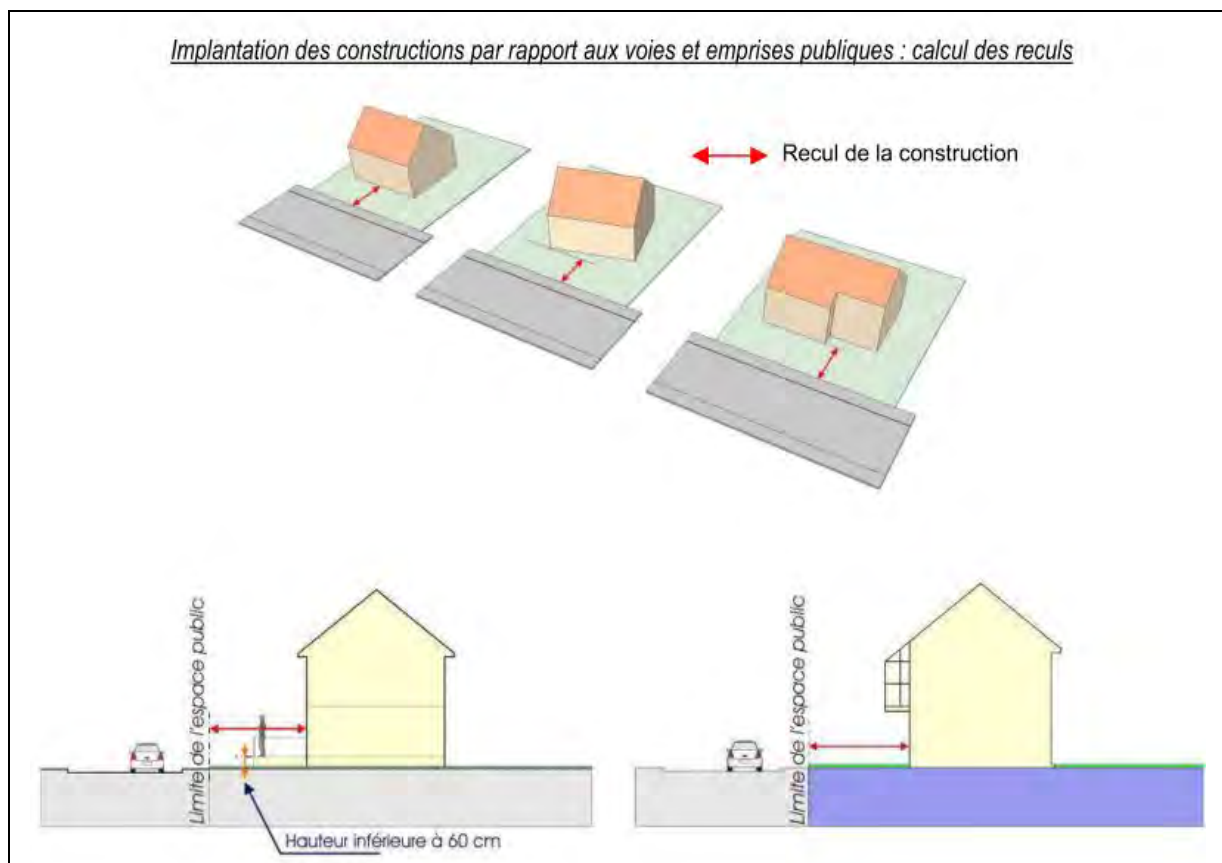 Implantation des constructions par rapport aux voies et emprises publiques : calcul des reculs
Recul de la construction
Limite de l'espace public
Limite de l'espace public
Hauteur inférieure à 60 cm